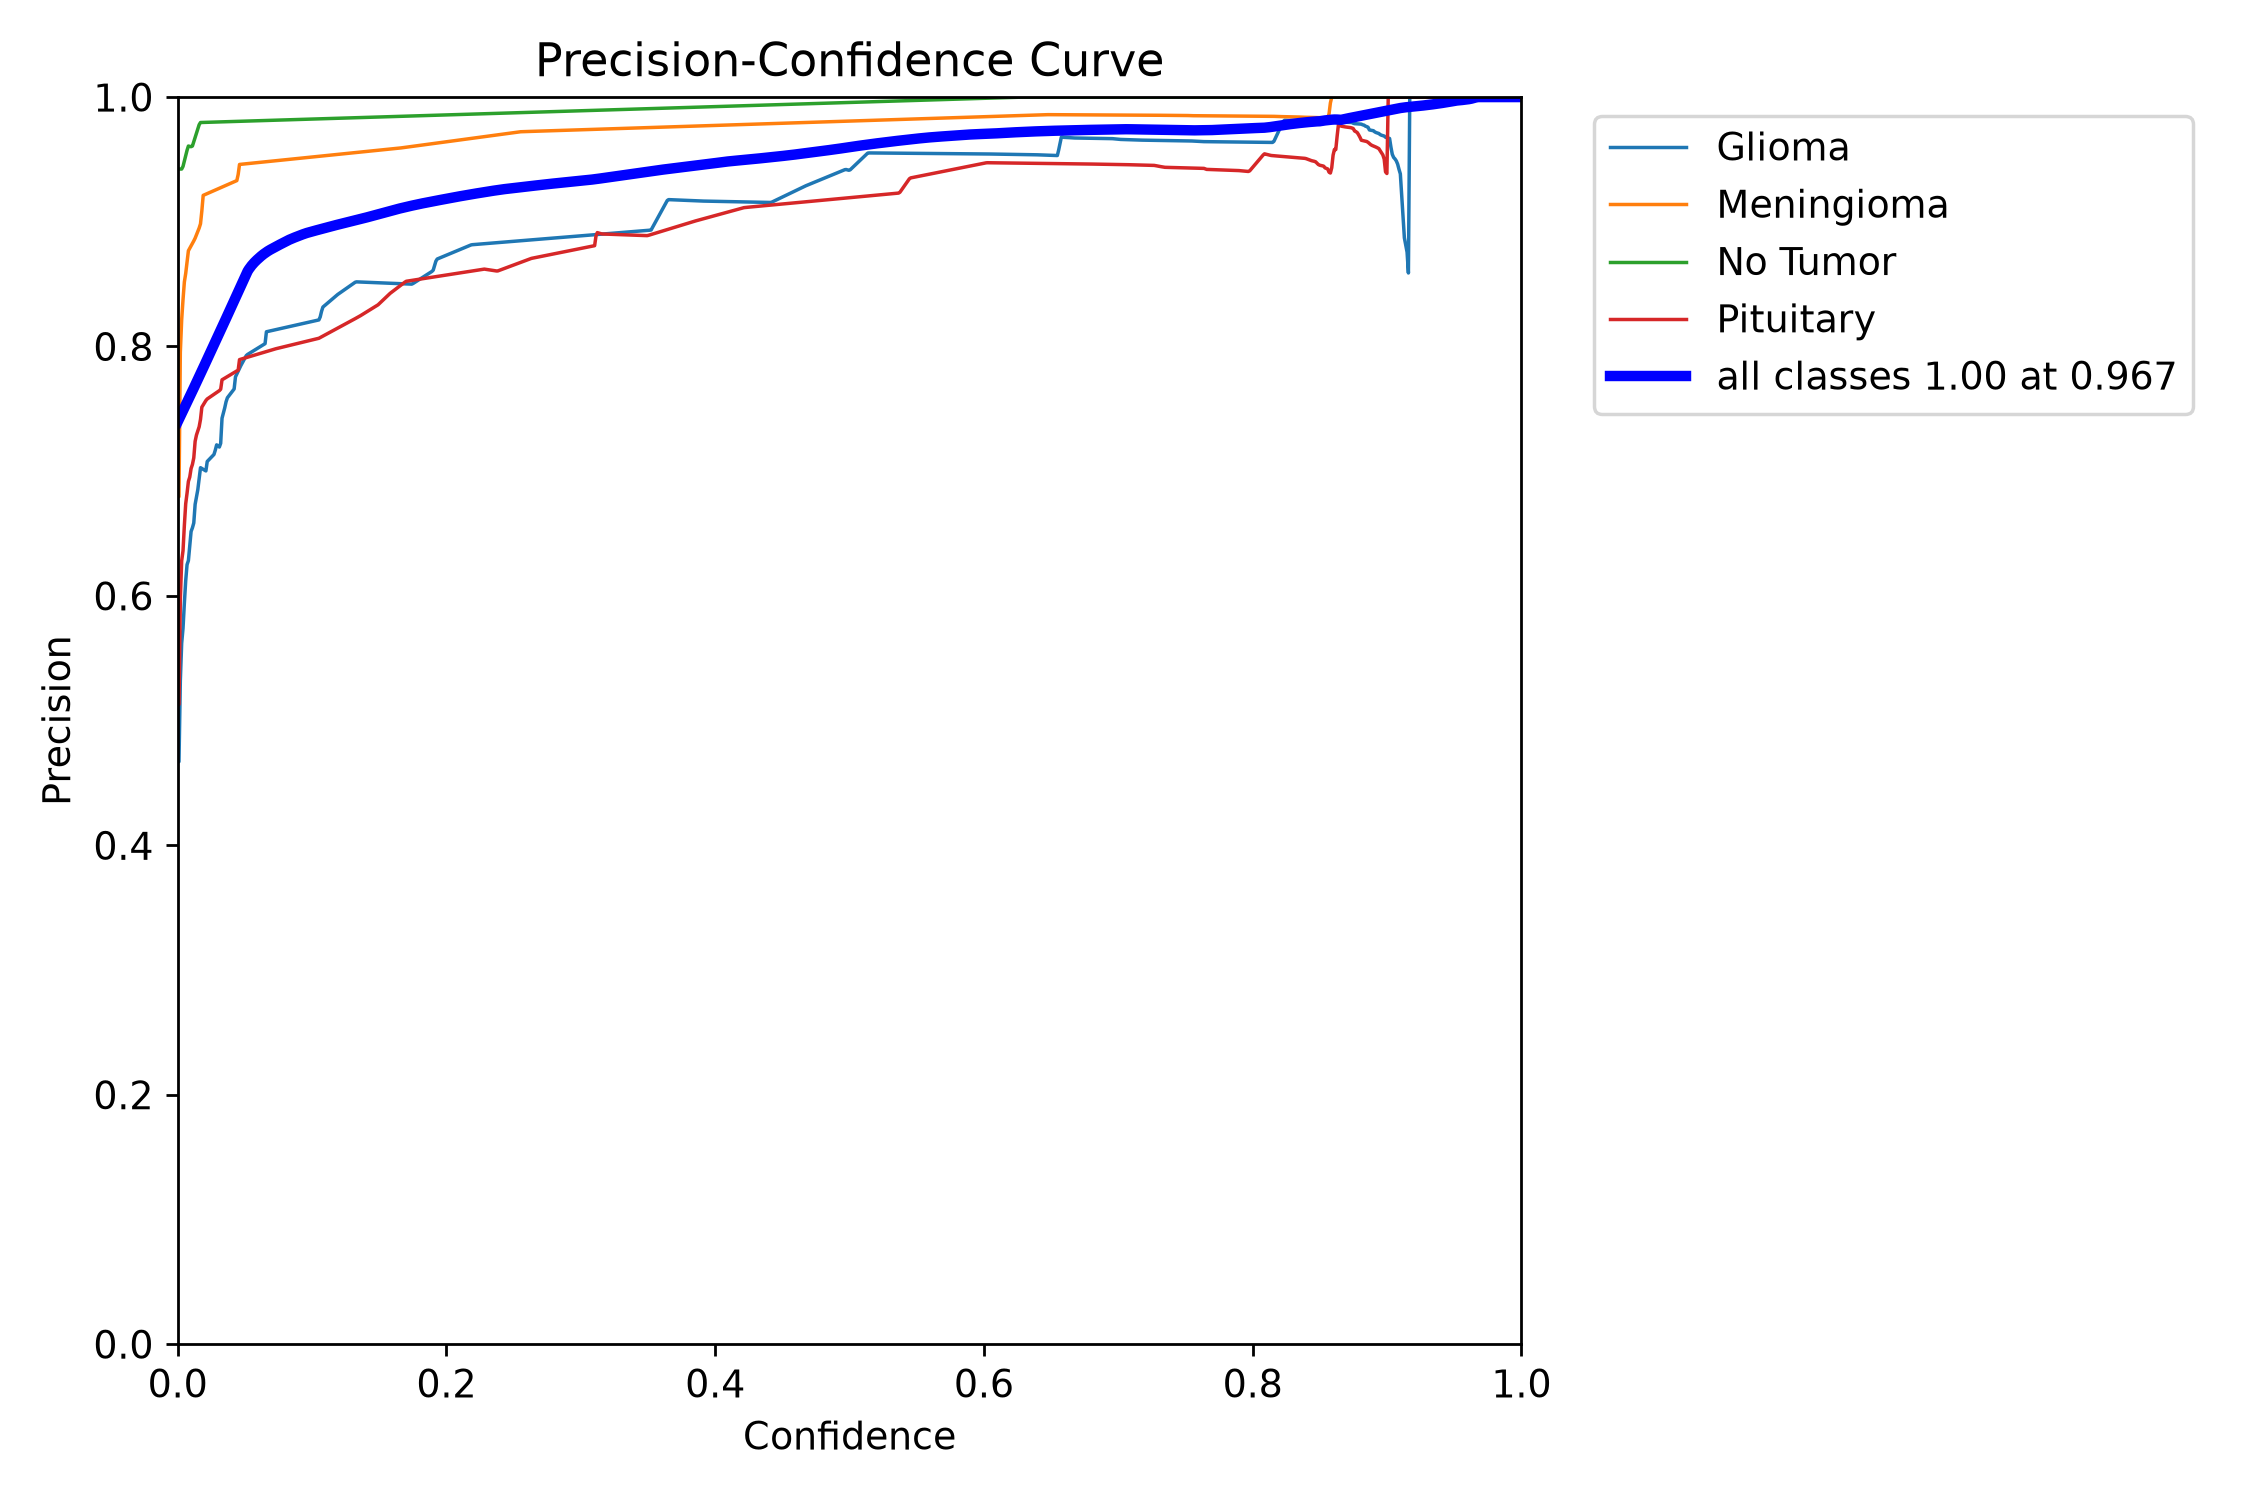 Precision-Confidence Curve
1.0
0.8
0.6
0.4
0.2
0.0
Precision
0.0 0.2 0.4 0.6 0.8 1.0
Confidence
Glioma
Meningioma
No Tumor
Pituitary
all classes 1.00 at 0.967